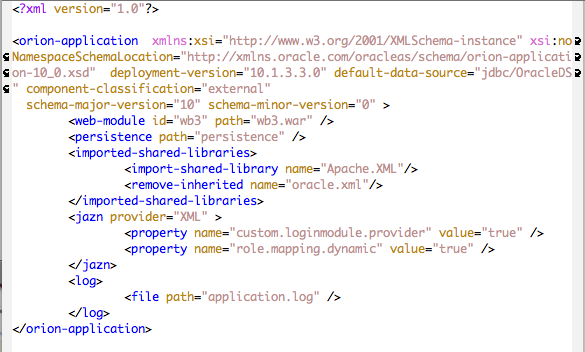 <?xml version="1.0"?>

<orion-application  xmlns:xsi="http://www.w3.org/2001/XMLSchema-instance" xsi:no
NamespaceSchemaLocation="http://xmlns.oracle.com/oracleas/schema/orion-applicati
on-10_0.xsd"  deployment-version="10.1.3.3.0" default-data-source="jdbc/OracleDS
" component-classification="external"
  schema-major-version="10" schema-minor-version="0" >
        <web-module id="wb3" path="wb3.war" />
        <persistence path="persistence" />
        <imported-shared-libraries>
                <import-shared-library name="Apache.XML"/>
                <remove-inherited name="oracle.xml"/>
        </imported-shared-libraries>
        <jazn provider="XML" >
                <property name="custom.loginmodule.provider" value="true" />
                <property name="role.mapping.dynamic" value="true" />
        </jazn>
        <log>
                <file path="application.log" />
        </log>
</orion-application>